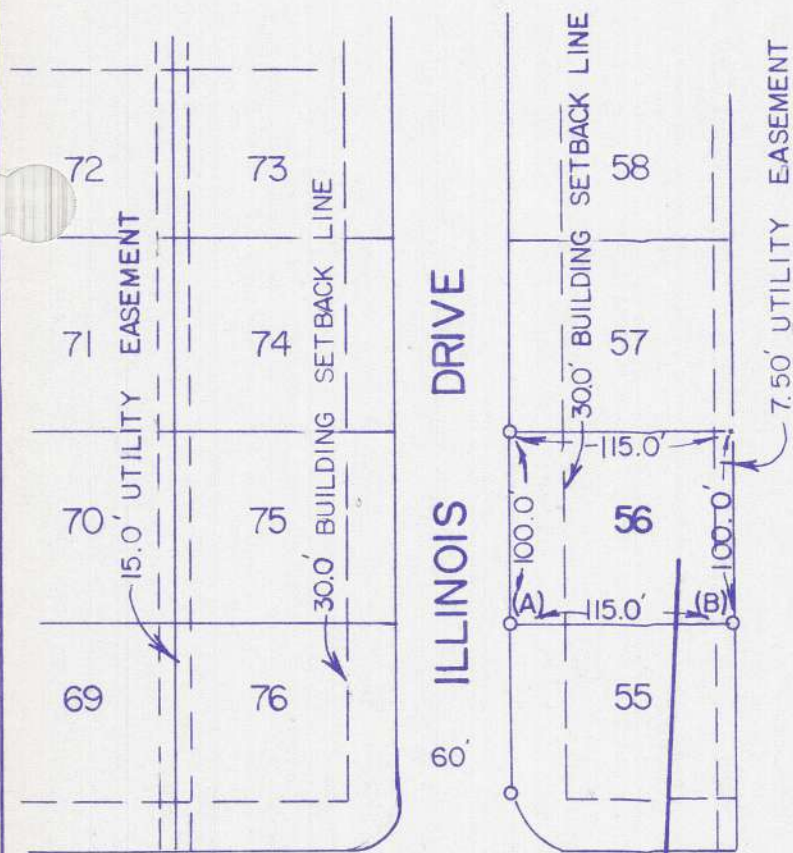 72
73
58
71
74
57
70
75
56
69
76
55
15.0' UTILITY EASEMENT
30.0' BUILDING SETBACK LINE
ILLINOIS DRIVE
60'
30.0' BUILDING SETBACK LINE
7.50' UTILITY EASEMENT
115.0'
100.0'
100.0'
(A)
115.0'
(B)